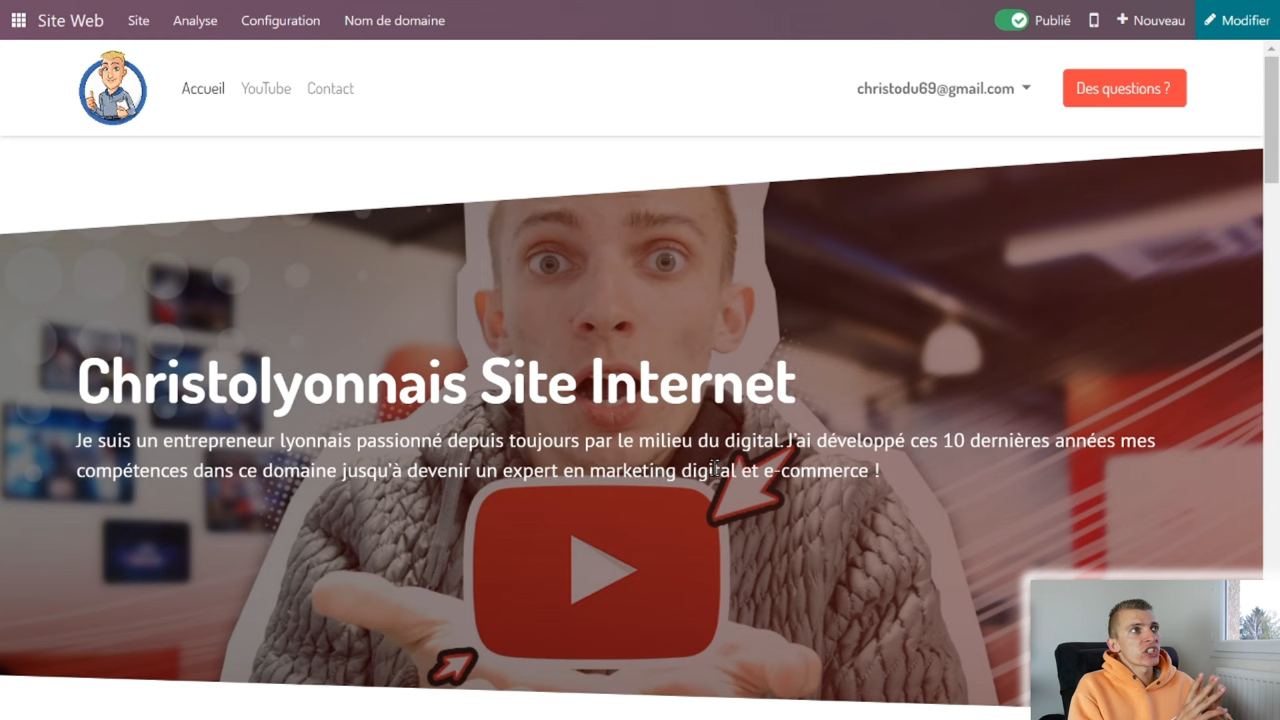 Site Web Site Analyse Configuration Nom de domaine Publié Nouveau Modifier
Accueil YouTube Contact christodu69@gmail.com Des questions ?
Christolyonnais Site Internet
Je suis un entrepreneur lyonnais passionné depuis toujours par le milieu du digital. J'ai développé ces 10 dernières années mes
compétences dans ce domaine jusqu'à devenir un expert en marketing digital et e-commerce !